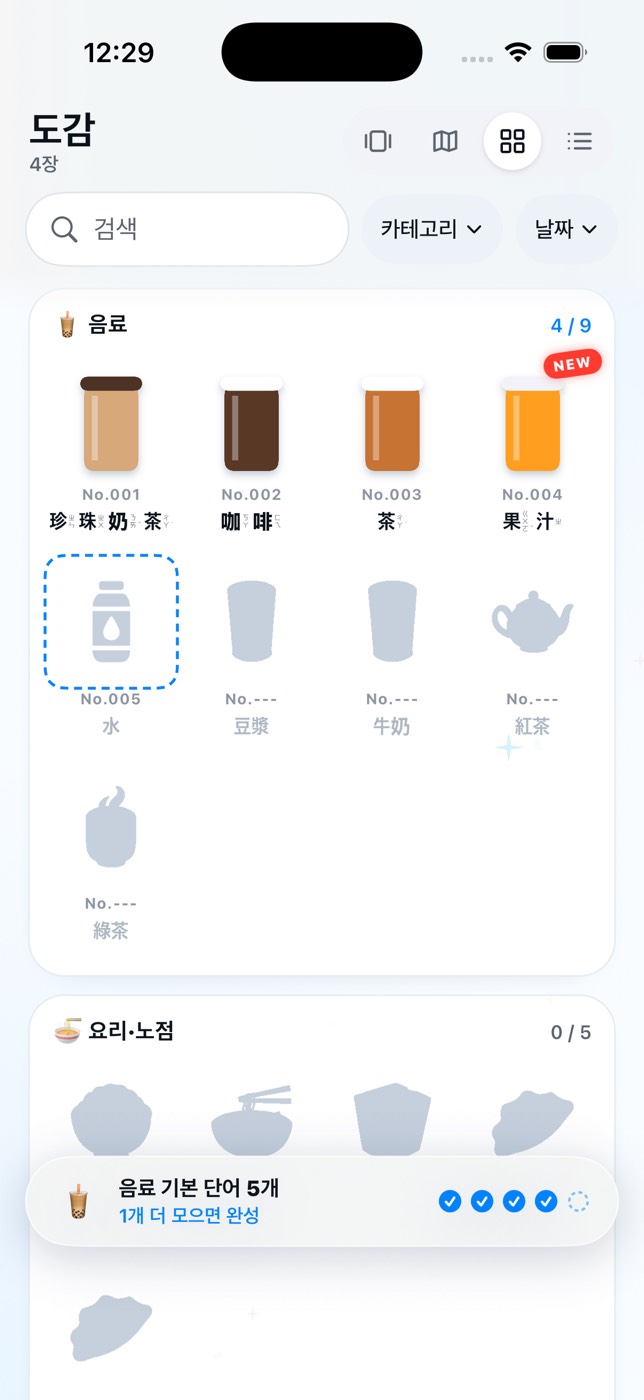 12:29
도감
4장
검색
카테고리
날짜
음료
4 / 9
NEW
No.001
No.002
No.003
No.004
珍珠奶茶
咖啡
茶
果汁
No.005
No.---
No.---
No.---
水
豆漿
牛奶
紅茶
No.---
綠茶
요리·노점
0 / 5
음료 기본 단어 5개
1개 더 모으면 완성